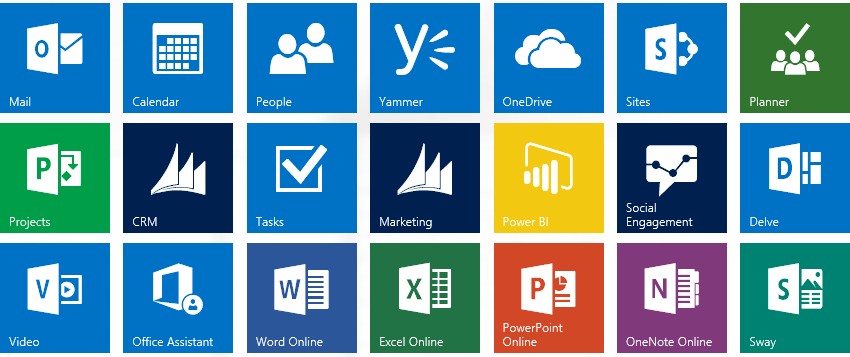 Mail
Calendar
People
Yammer
OneDrive
Sites
Planner
Projects
CRM
Tasks
Marketing
Power BI
Social
Engagement
Delve
Video
Office Assistant
Word Online
Excel Online
PowerPoint
Online
OneNote Online
Sway